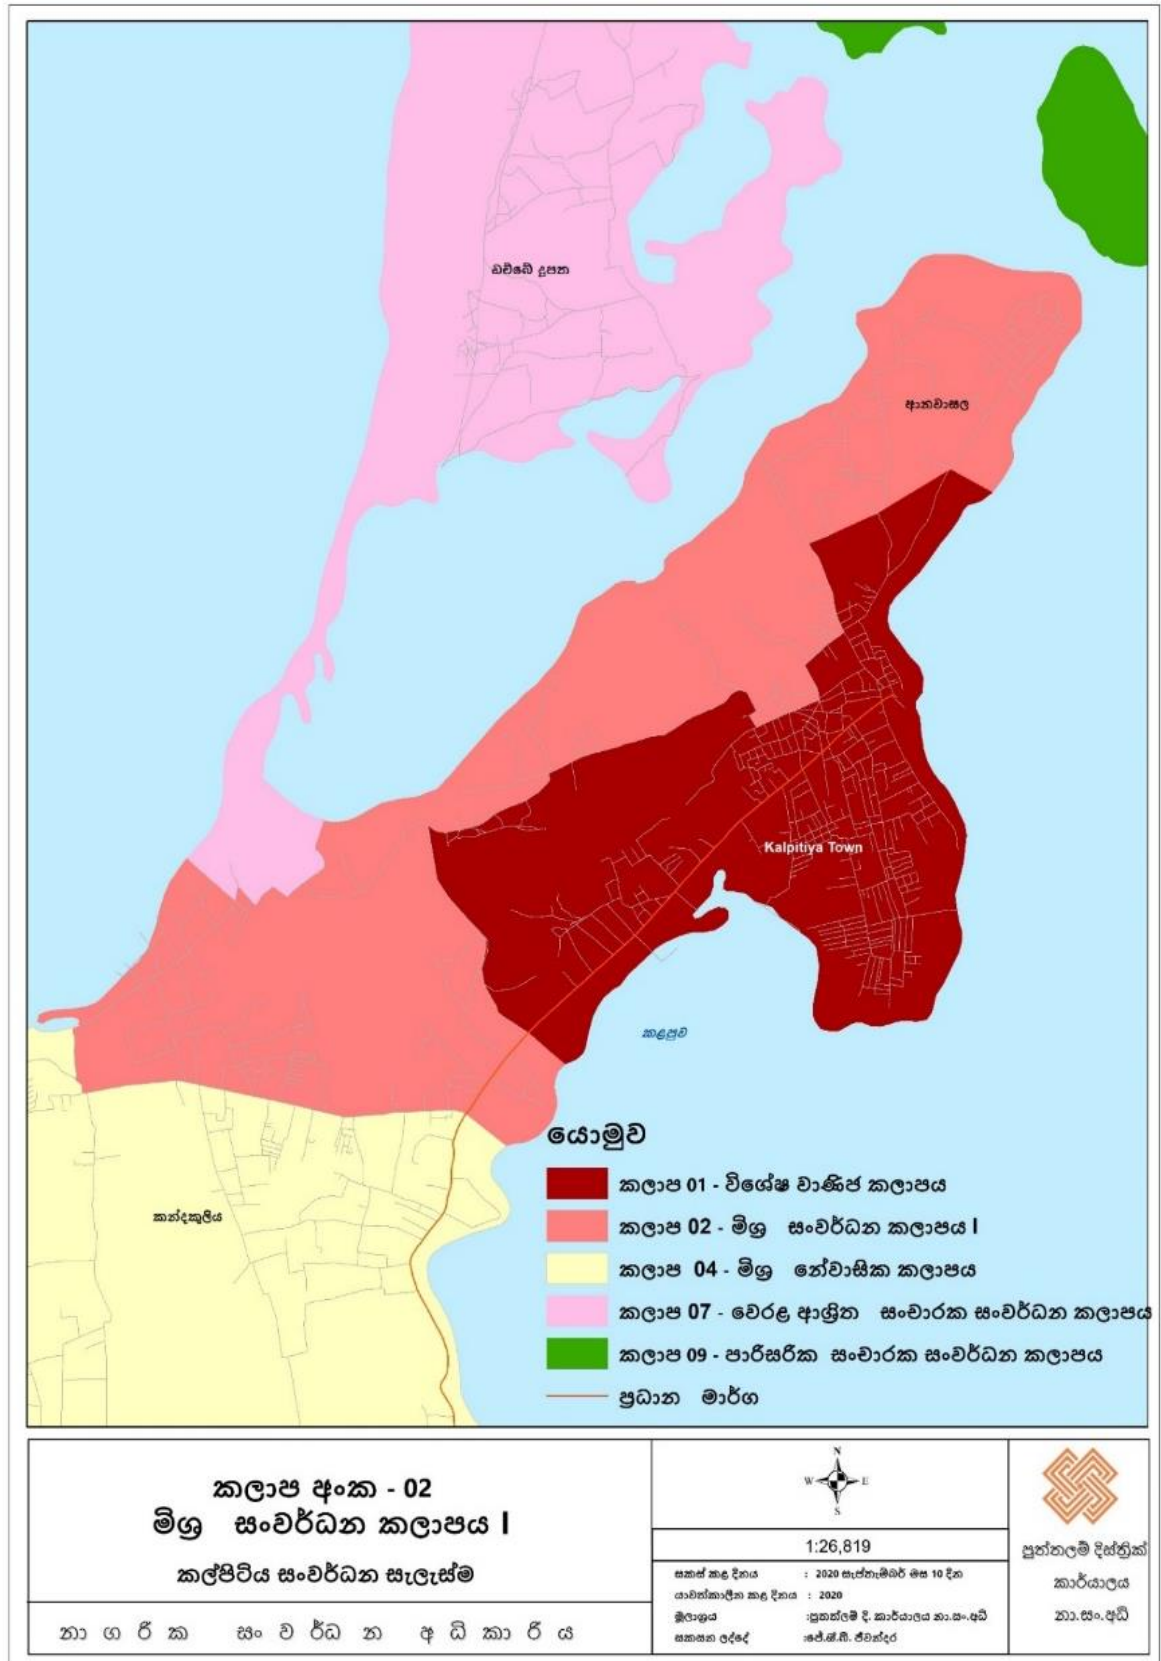 ඩච්බේ දූපත
ආනවාසල
Kalpitiya Town
කළපුව
කන්දකුලිය
යොමුව
කලාප 01 - විශේෂ වාණිජ කලාපය
කලාප 02 - මිශ්‍ර සංවර්ධන කලාපය I
කලාප 04 - මිශ්‍ර නේවාසික කලාපය
කලාප 07 - වෙරළ ආශ්‍රිත සංචාරක සංවර්ධන කලාපය
කලාප 09 - පාරිසරික සංචාරක සංවර්ධන කලාපය
ප්‍රධාන මාර්ග
කලාප අංක - 02
මිශ්‍ර සංවර්ධන කලාපය I
කල්පිටිය සංවර්ධන සැලැස්ම
නාගරික සංවර්ධන අධිකාරිය
N
W E
S
1:26,819
සකස් කළ දිනය : 2020 සැප්තැම්බර් මස 10 දින
යාවත්කාලීන කළ දිනය : 2020
මූලාශ්‍රය :පුත්තලම් දි. කාර්යාලය නා.සං.අධි
සකසන ලද්දේ
පුත්තලම් දිස්ත්‍රික්
කාර්යාලය
නා.සං.අධි